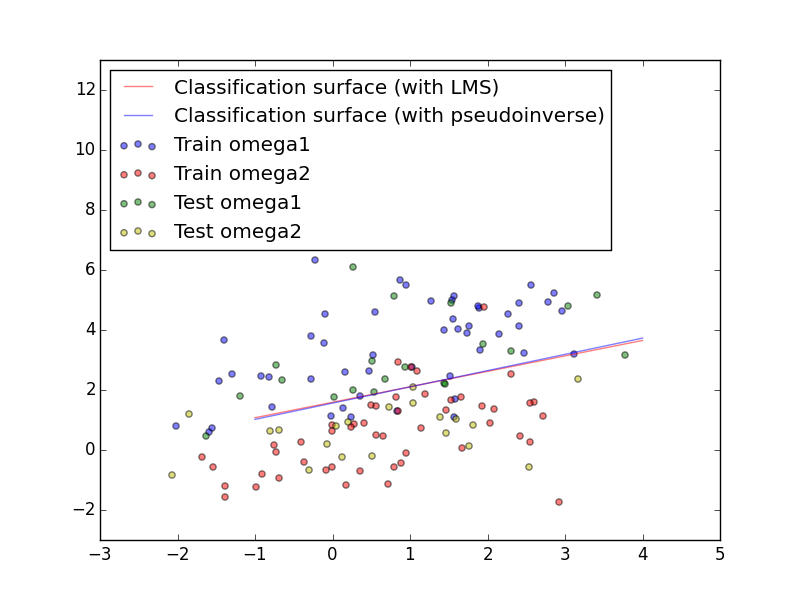 Classification surface (with LMS)
Classification surface (with pseudoinverse)
Train omega1
Train omega2
Test omega1
Test omega2
12
10
8
6
4
2
0
−2
−3 −2 −1 0 1 2 3 4 5